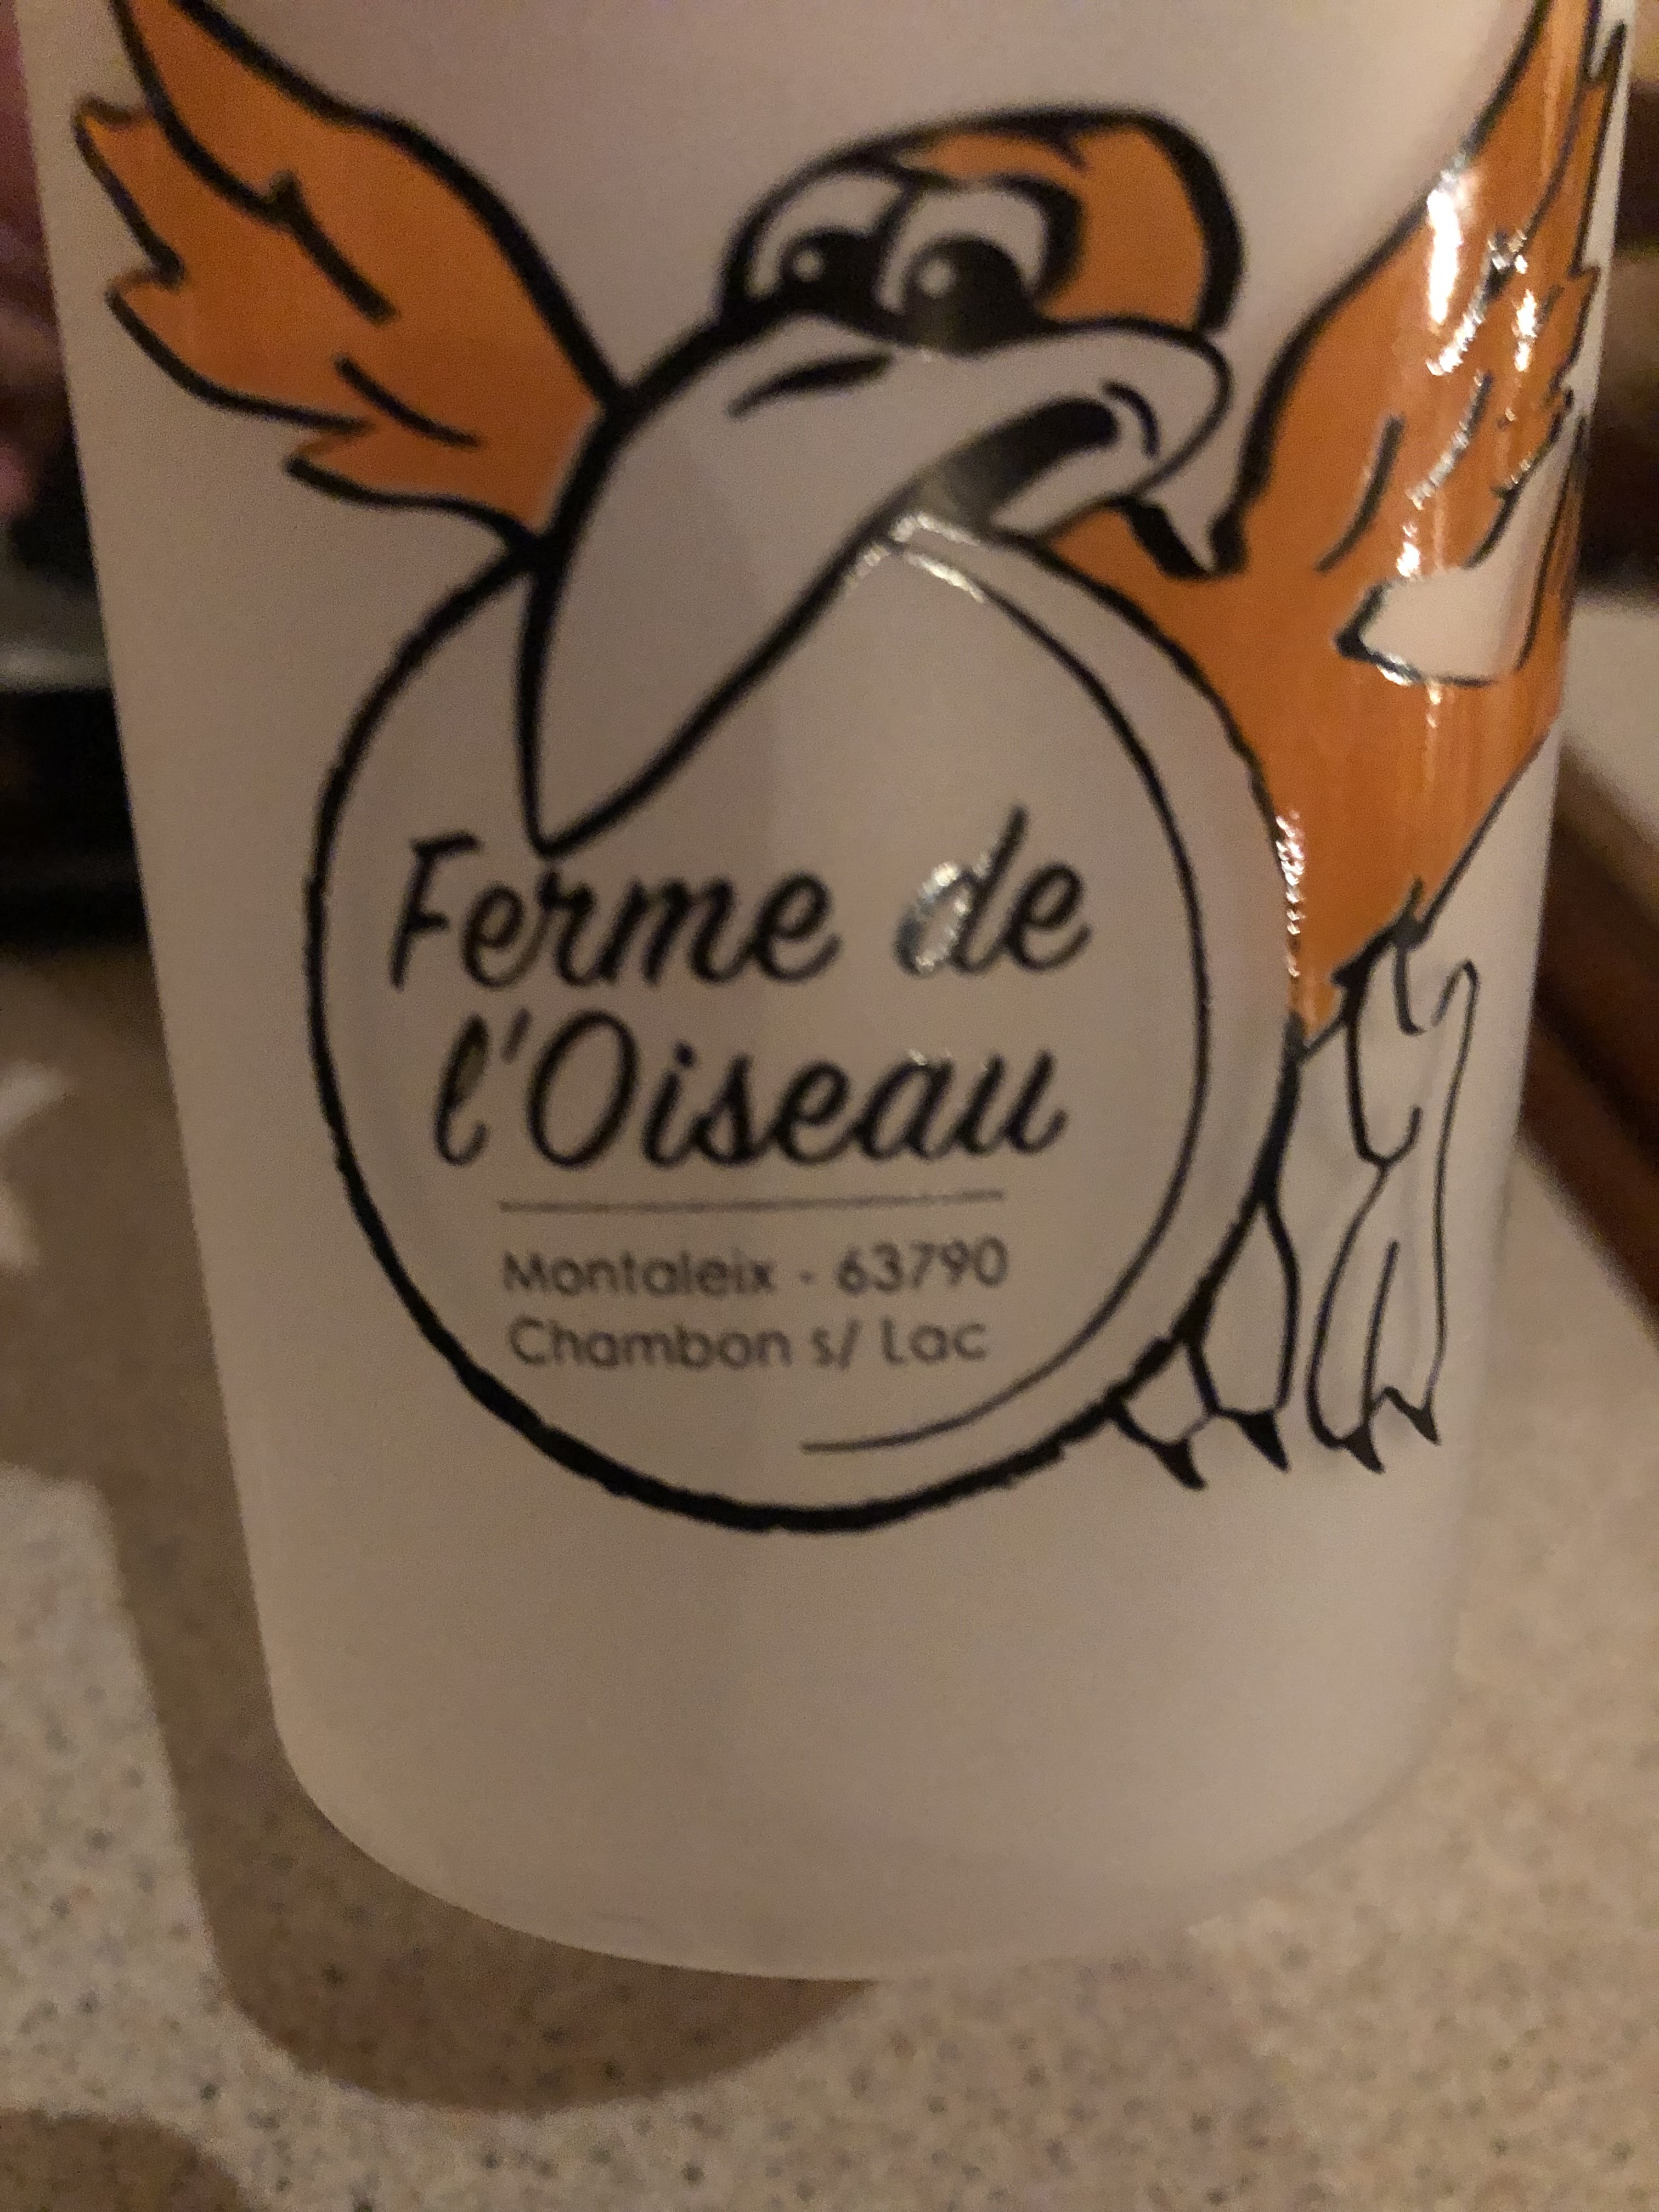 Ferme de
l'Oiseau
Montaleix - 63790
Chambon s/ Lac